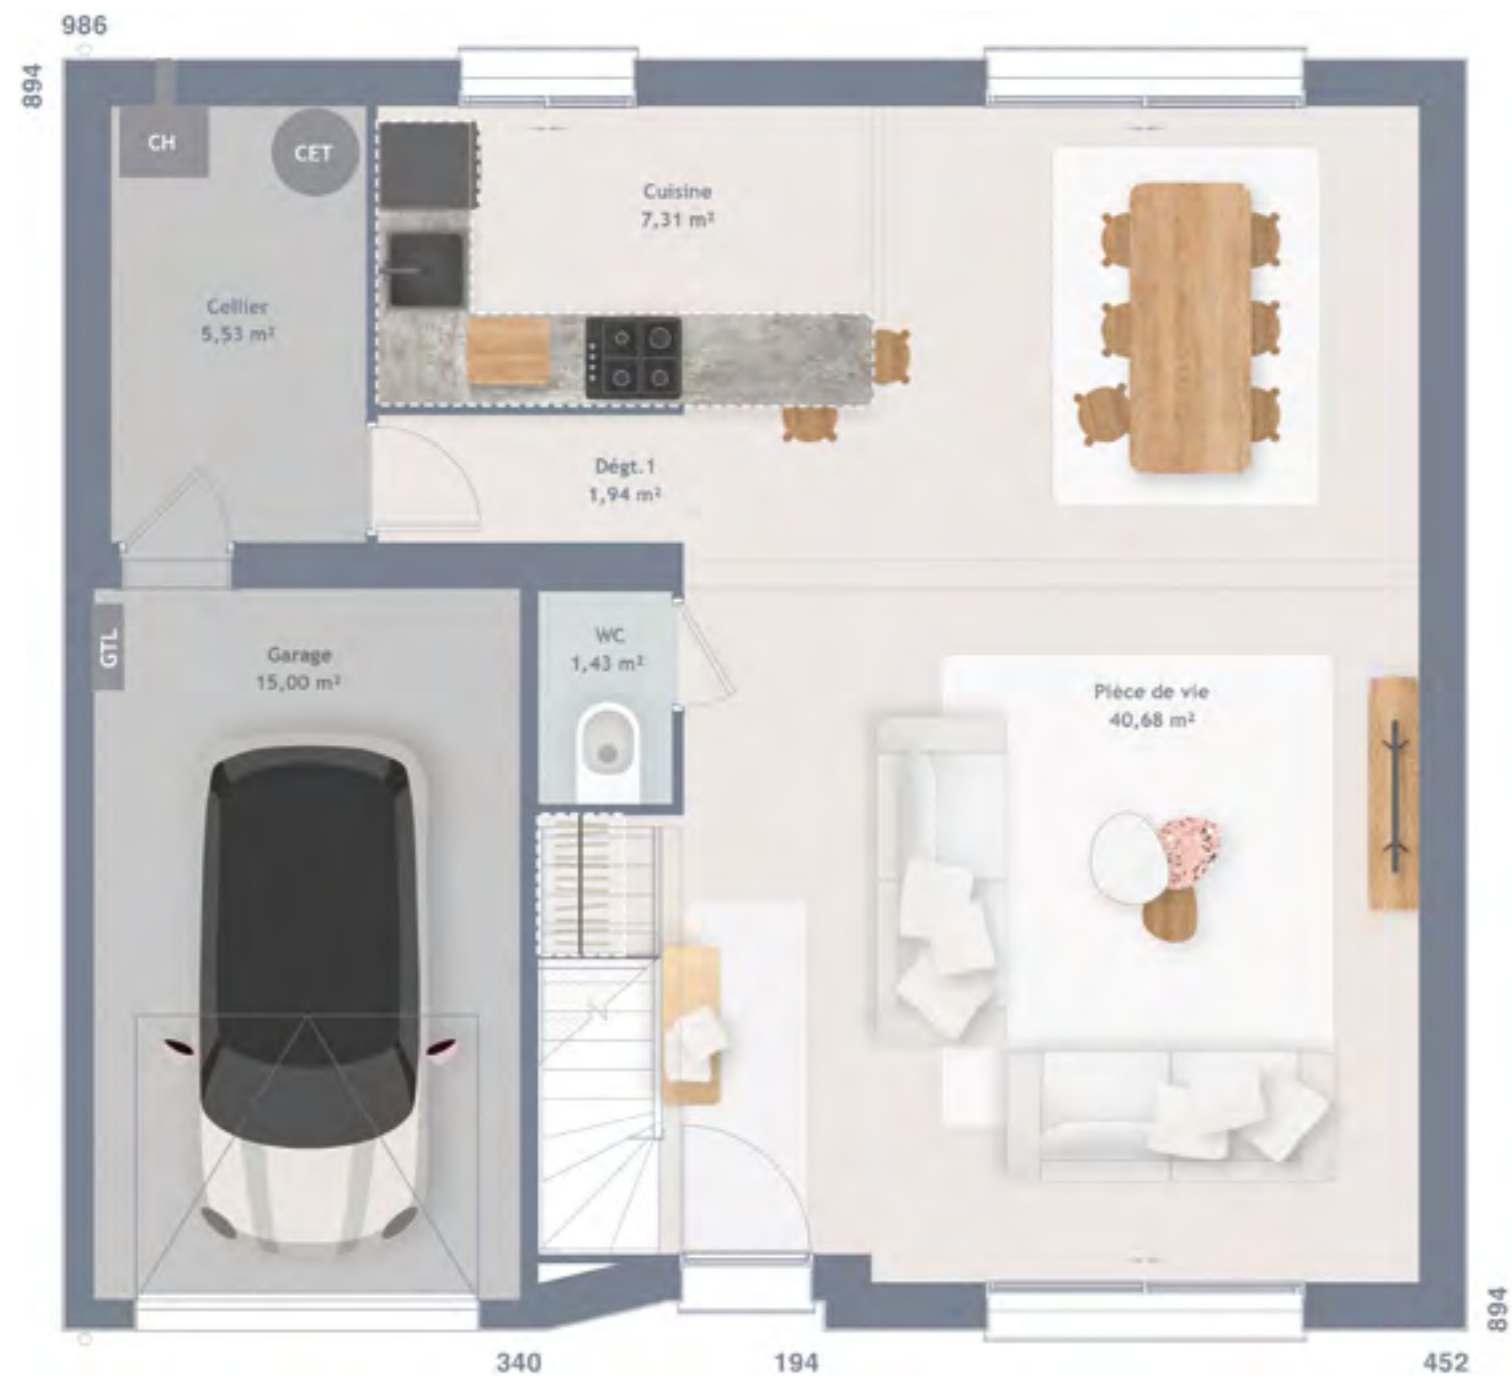 986
894
CH
CET
Cuisine
7,31 m²
Cellier
5,53 m²
Dégt.1
1,94 m²
GTL
Garage
15,00 m²
WC
1,43 m²
Pièce de vie
40,68 m²
894
340
194
452